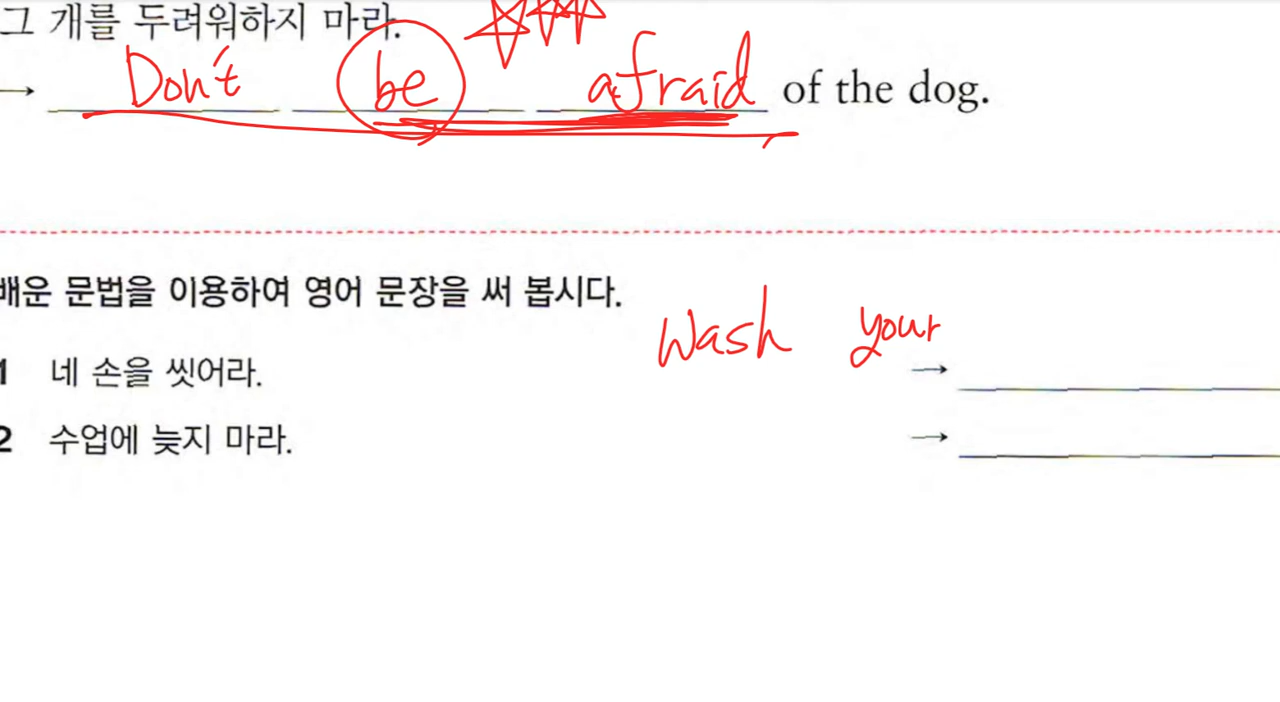 그 개를 두려워하지 마라.
→ Don't be afraid of the dog.
배운 문법을 이용하여 영어 문장을 써 봅시다.
Wash your
1 네 손을 씻어라. →
2 수업에 늦지 마라. →